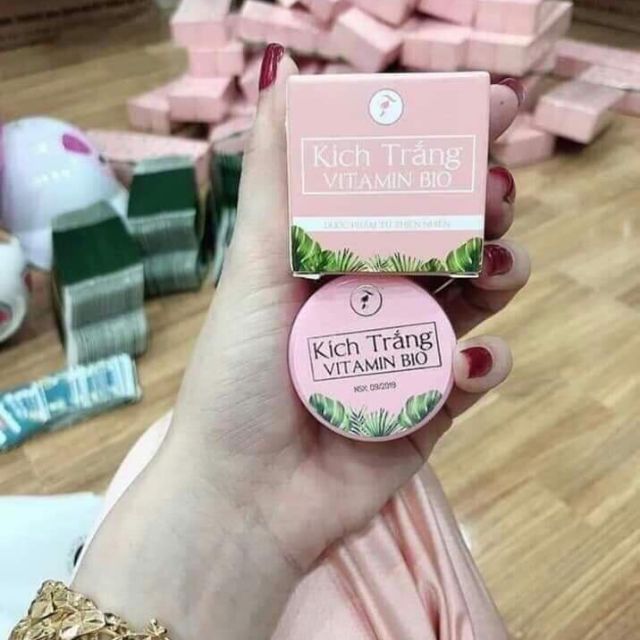 Kích Trắng
VITAMIN BIO
DƯỢC PHẨM TỪ THIÊN NHIÊN
Kích Trắng
VITAMIN BIO
NSX: 09/2019